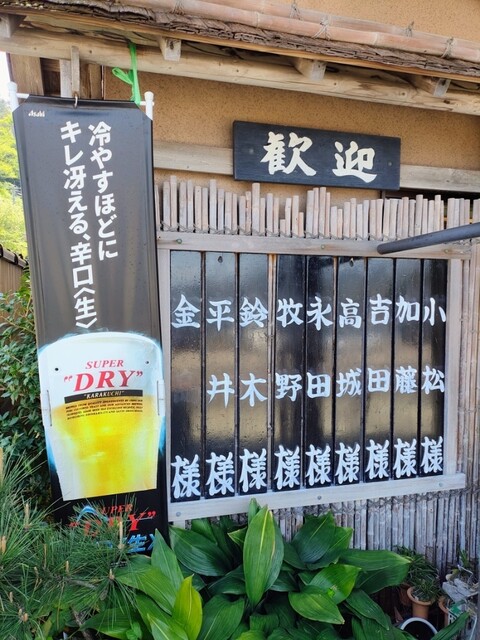 歓迎
小松様
加藤様
吉田様
高城様
永田様
牧野様
鈴木様
平井様
金様
Asahi
冷やすほどに
キレ冴える、辛口〈生〉
SUPER
"DRY"
"KARAKUCHI"
SUPER